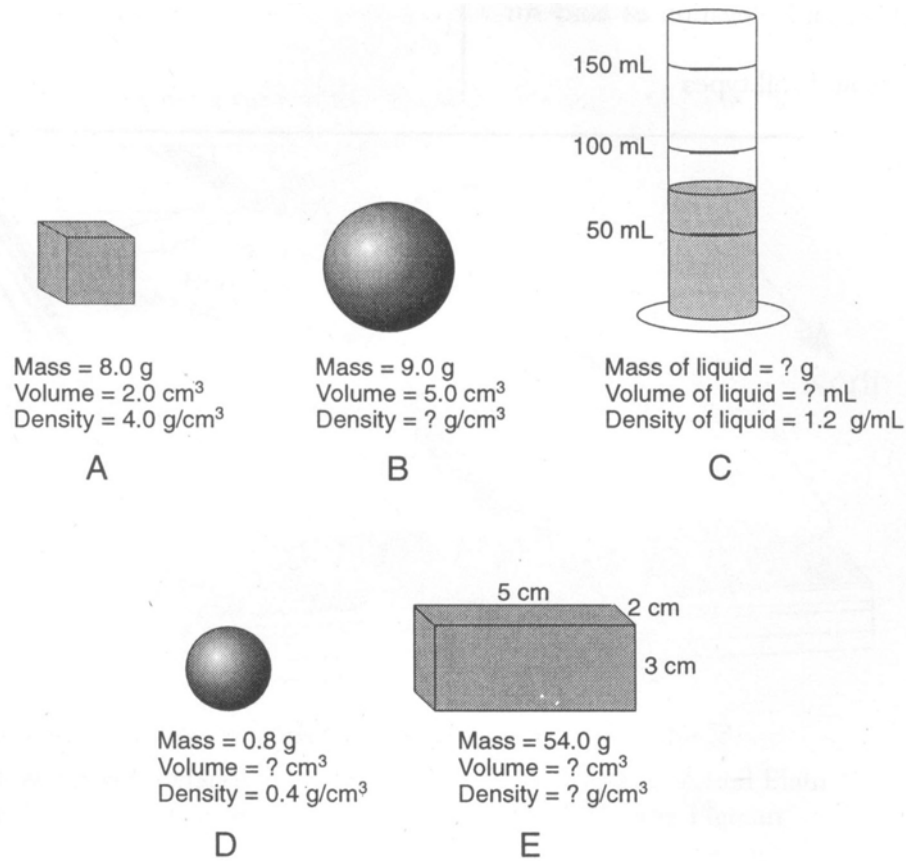 150 mL
100 mL
50 mL
Mass = 8.0 g
Volume = 2.0 cm³
Density = 4.0 g/cm³
A
Mass = 9.0 g
Volume = 5.0 cm³
Density = ? g/cm³
B
Mass of liquid = ? g
Volume of liquid = ? mL
Density of liquid = 1.2 g/mL
C
Mass = 0.8 g
Volume = ? cm³
Density = 0.4 g/cm³
D
5 cm
2 cm
3 cm
Mass = 54.0 g
Volume = ? cm³
Density = ? g/cm³
E